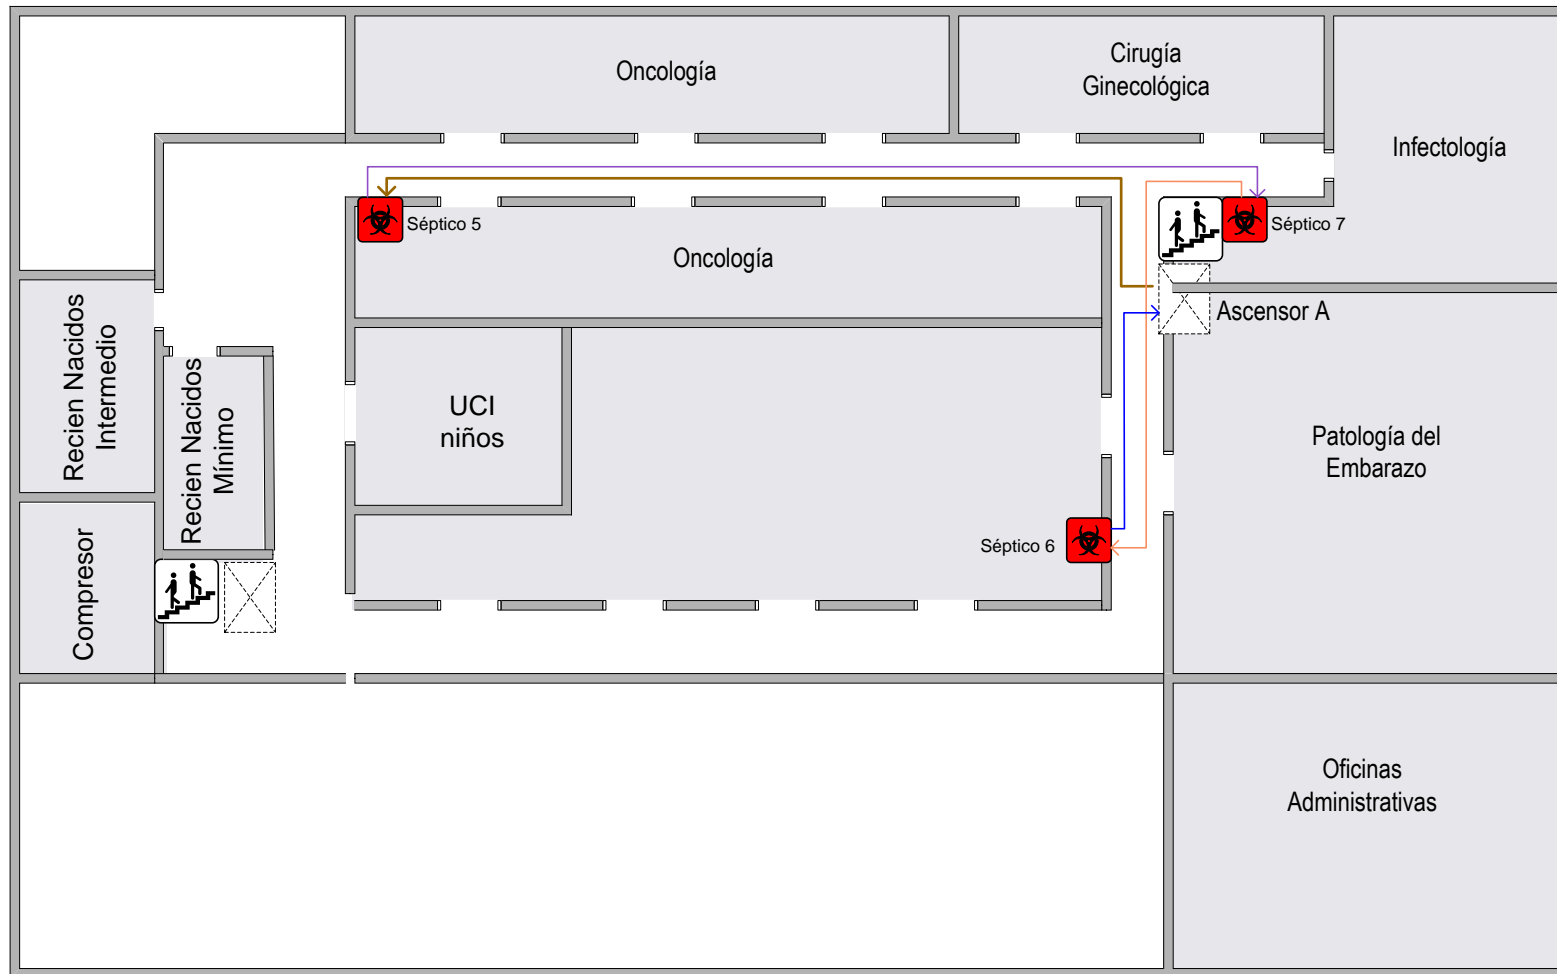 Oncología
Cirugía
Ginecológica
Infectología
Séptico 5
Séptico 7
Oncología
Ascensor A
Recien Nacidos
Intermedio
Recien Nacidos
Mínimo
UCI
niños
Patología del
Embarazo
Séptico 6
Compresor
Oficinas
Administrativas